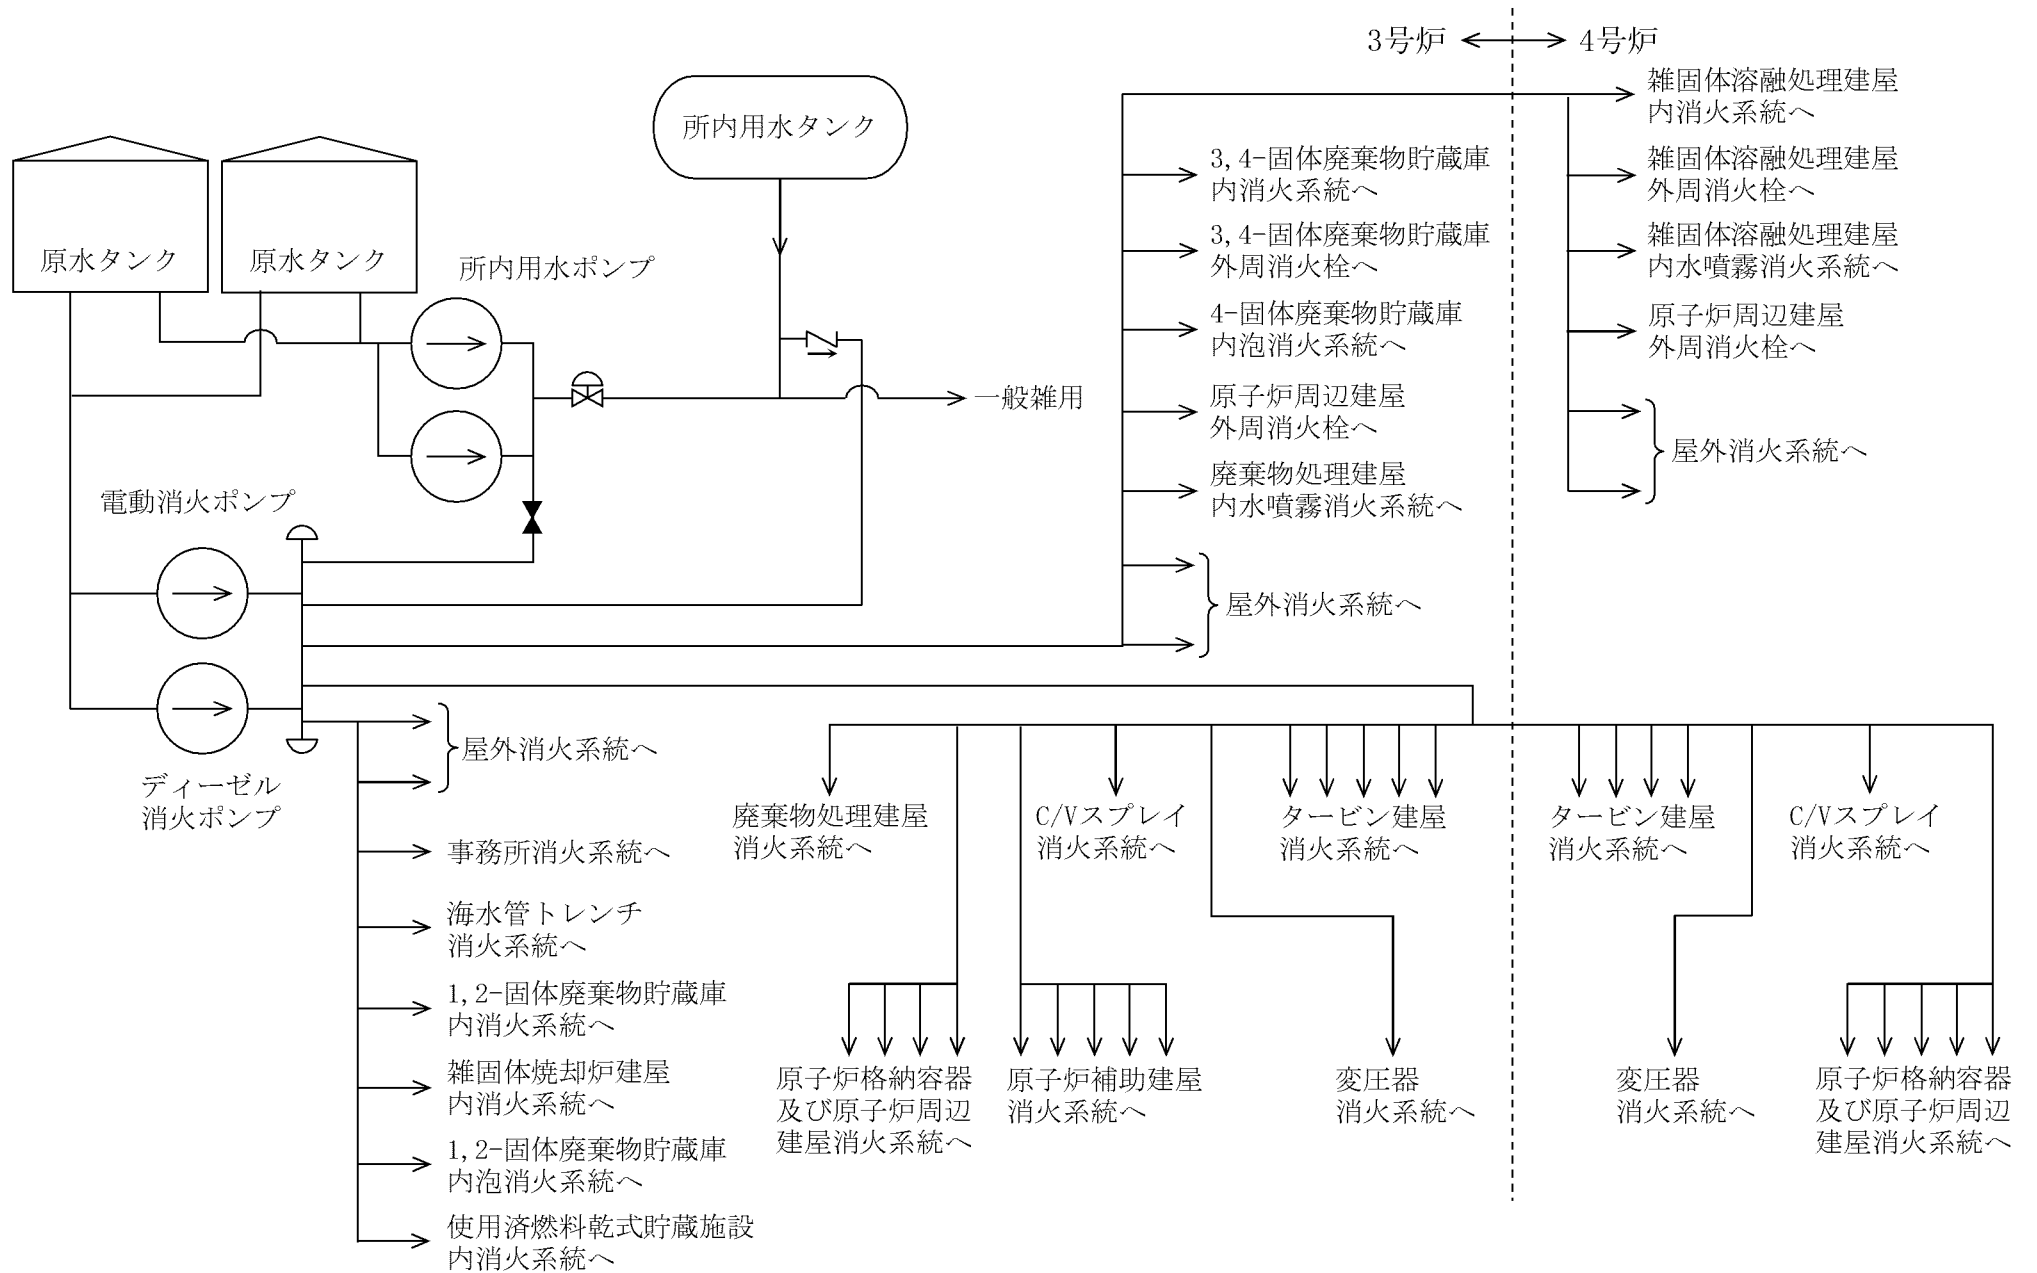 3号炉
4号炉
原水タンク
原水タンク
所内用水タンク
所内用水ポンプ
一般雑用
電動消火ポンプ
ディーゼル
消火ポンプ
3,4-固体廃棄物貯蔵庫
内消火系統へ
3,4-固体廃棄物貯蔵庫
外周消火栓へ
4-固体廃棄物貯蔵庫
内泡消火系統へ
原子炉周辺建屋
外周消火栓へ
廃棄物処理建屋
内水噴霧消火系統へ
屋外消火系統へ
雑固体溶融処理建屋
内消火系統へ
雑固体溶融処理建屋
外周消火栓へ
雑固体溶融処理建屋
内水噴霧消火系統へ
原子炉周辺建屋
外周消火栓へ
屋外消火系統へ
屋外消火系統へ
事務所消火系統へ
海水管トレンチ
消火系統へ
1,2-固体廃棄物貯蔵庫
内消火系統へ
雑固体焼却炉建屋
内消火系統へ
1,2-固体廃棄物貯蔵庫
内泡消火系統へ
使用済燃料乾式貯蔵施設
内消火系統へ
廃棄物処理建屋
消火系統へ
C/Vスプレイ
消火系統へ
タービン建屋
消火系統へ
タービン建屋
消火系統へ
C/Vスプレイ
消火系統へ
原子炉格納容器
及び原子炉周辺
建屋消火系統へ
原子炉補助建屋
消火系統へ
変圧器
消火系統へ
変圧器
消火系統へ
原子炉格納容器
及び原子炉周辺
建屋消火系統へ